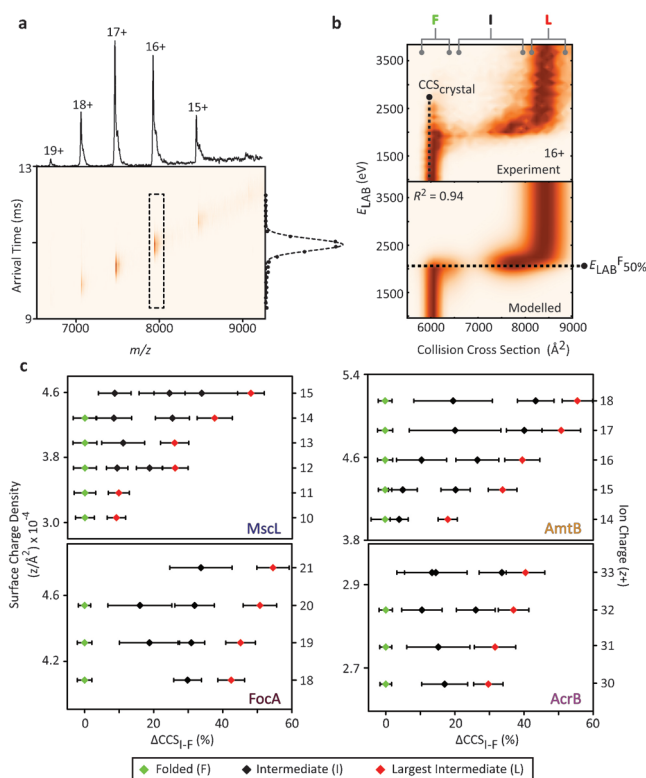 a
19+
18+
17+
16+
15+
13
9
Arrival Time (ms)
7000
8000
9000
m/z
b
F
I
L
CCScrystal
16+
Experiment
R² = 0.94
ELAB F50%
Modelled
3500
2500
1500
3500
2500
1500
ELAB (eV)
6000
7000
8000
9000
Collision Cross Section (Å²)
c
4.6
3.8
3.0
15
14
13
12
11
10
MscL
5.4
4.6
3.8
18
17
16
15
14
AmtB
Surface Charge Density
(z/Å²) x 10⁻⁴
Ion Charge (z+)
4.6
4.2
21
20
19
18
FocA
2.9
2.7
33
32
31
30
AcrB
0
20
40
60
0
20
40
60
ΔCCSI-F (%)
ΔCCSI-F (%)
Folded (F)
Intermediate (I)
Largest Intermediate (L)